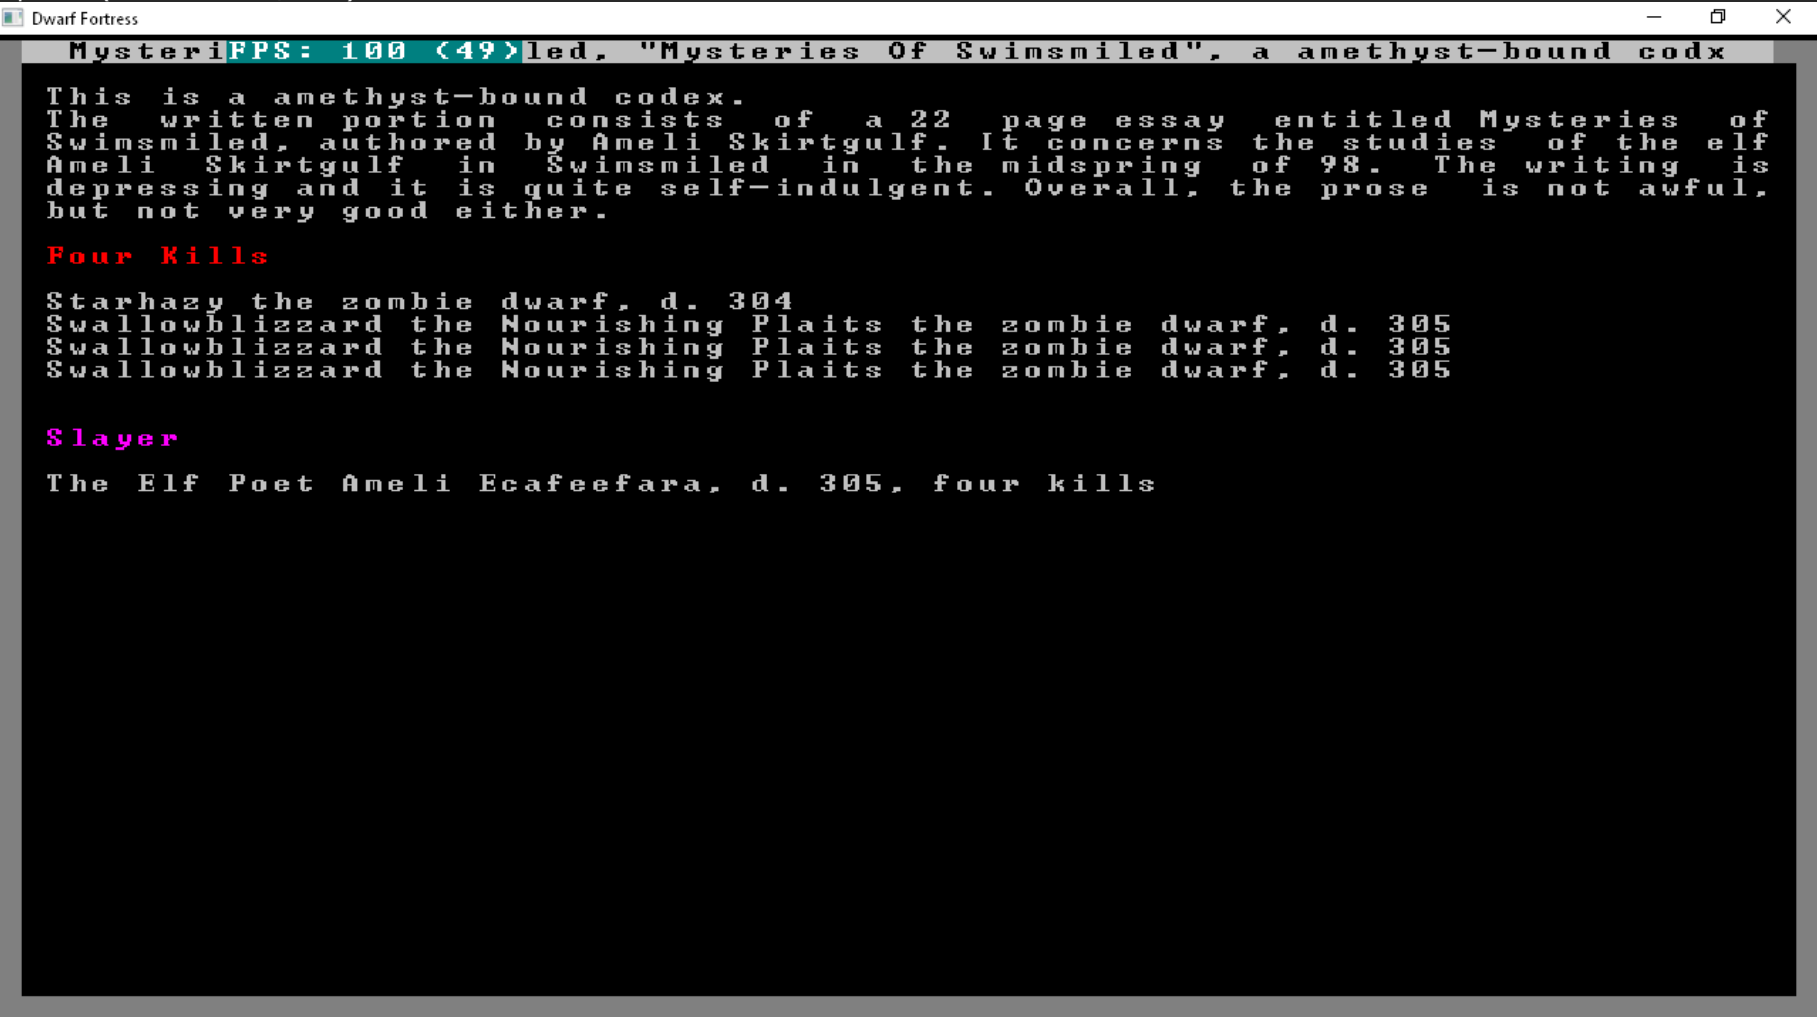 Dwarf Fortress
MysteriFPS: 100 (49)led, "Mysteries Of Swimsmiled", a amethyst-bound codx
This is a amethyst-bound codex.
The written portion consists of a 22 page essay entitled Mysteries of
Swimsmiled, authored by Ameli Skirtgulf. It concerns the studies of the elf
Ameli Skirtgulf in Swimsmiled in the midspring of 98. The writing is
depressing and it is quite self-indulgent. Overall, the prose is not awful,
but not very good either.
Four Kills
Starhazy the zombie dwarf, d. 304
Swallowblizzard the Nourishing Plaits the zombie dwarf, d. 305
Swallowblizzard the Nourishing Plaits the zombie dwarf, d. 305
Swallowblizzard the Nourishing Plaits the zombie dwarf, d. 305
Slayer
The Elf Poet Ameli Ecafeefara, d. 305, four kills